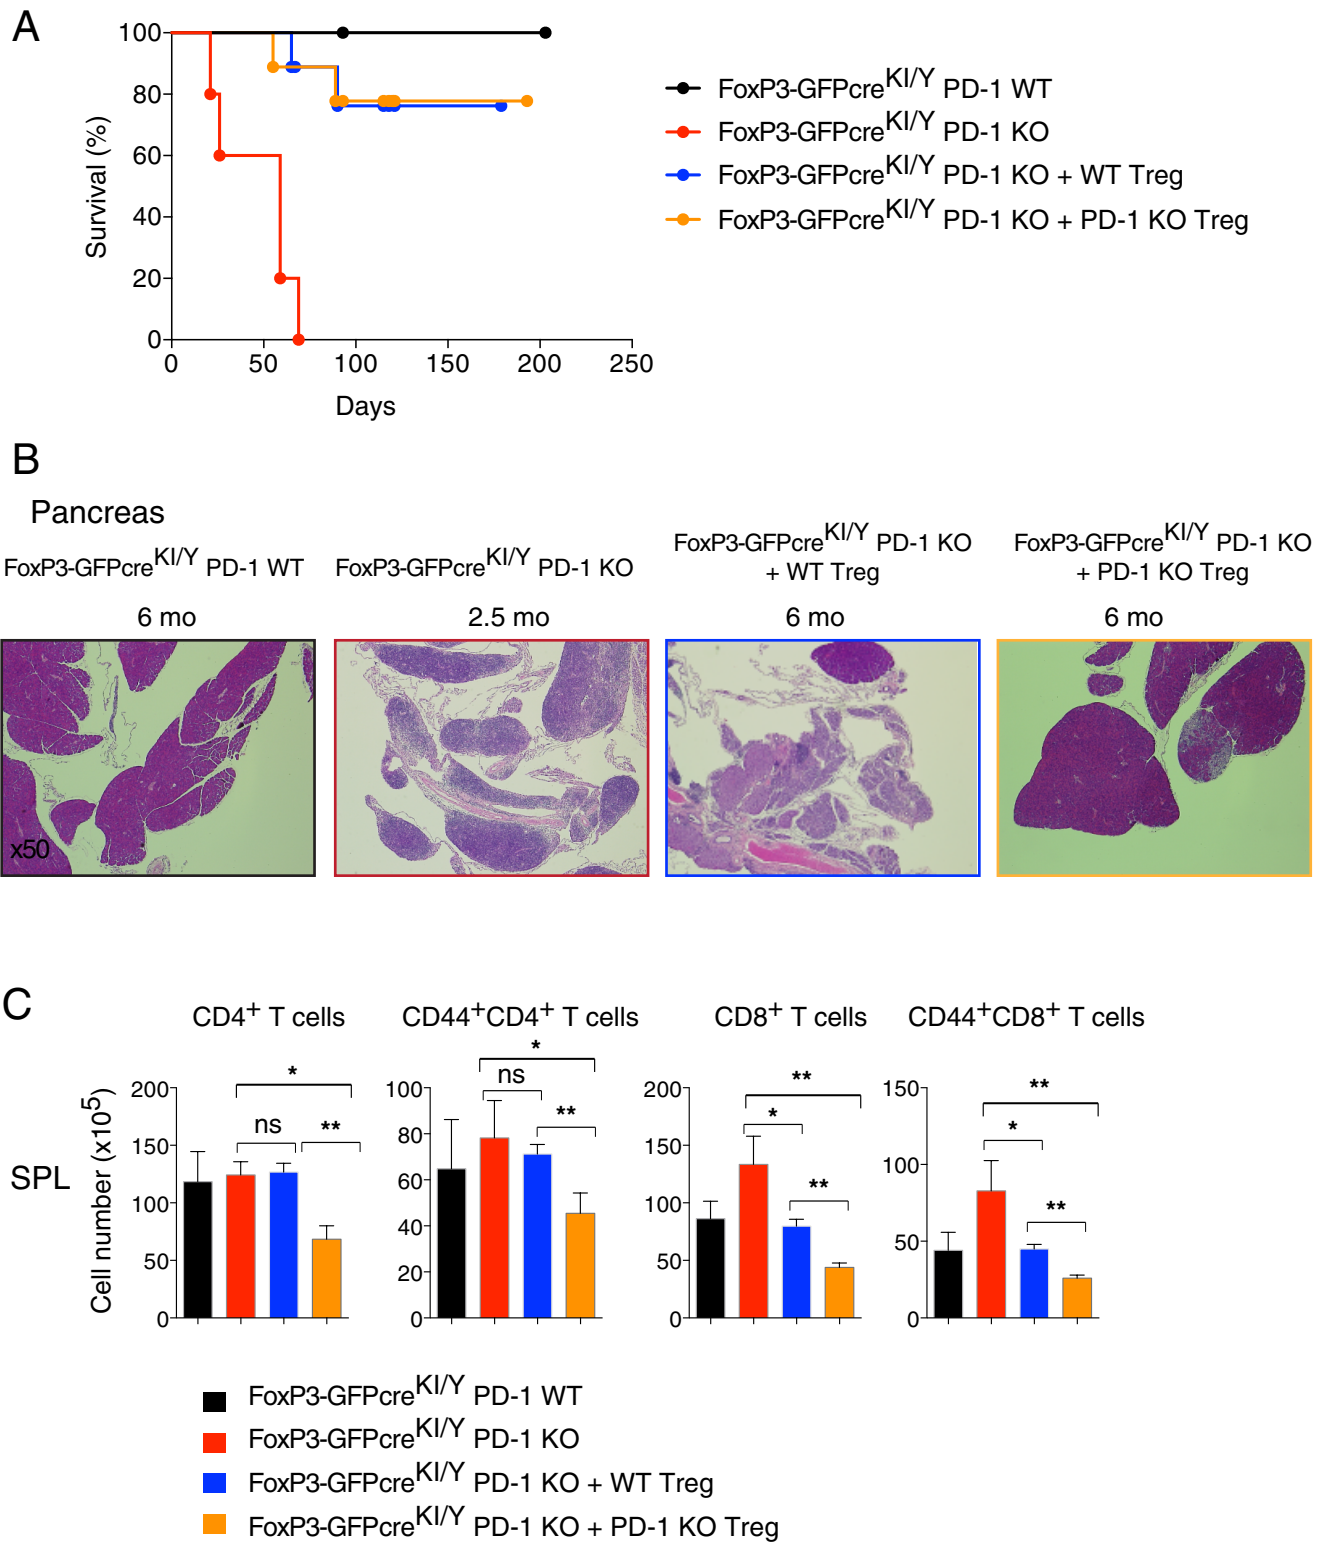 A
100
80
60
40
20
0
Survival (%)
0 50 100 150 200 250
Days
FoxP3-GFPcreKI/Y PD-1 WT
FoxP3-GFPcreKI/Y PD-1 KO
FoxP3-GFPcreKI/Y PD-1 KO + WT Treg
FoxP3-GFPcreKI/Y PD-1 KO + PD-1 KO Treg
B
Pancreas
FoxP3-GFPcreKI/Y PD-1 WT
6 mo
FoxP3-GFPcreKI/Y PD-1 KO
2.5 mo
FoxP3-GFPcreKI/Y PD-1 KO
+ WT Treg
6 mo
FoxP3-GFPcreKI/Y PD-1 KO
+ PD-1 KO Treg
6 mo
x50
C
SPL
Cell number (x105)
CD4+ T cells
200
150
100
50
0
*
ns
**
CD44+CD4+ T cells
100
80
60
40
20
0
*
ns
**
CD8+ T cells
200
150
100
50
0
**
*
**
CD44+CD8+ T cells
150
100
50
0
**
*
**
FoxP3-GFPcreKI/Y PD-1 WT
FoxP3-GFPcreKI/Y PD-1 KO
FoxP3-GFPcreKI/Y PD-1 KO + WT Treg
FoxP3-GFPcreKI/Y PD-1 KO + PD-1 KO Treg